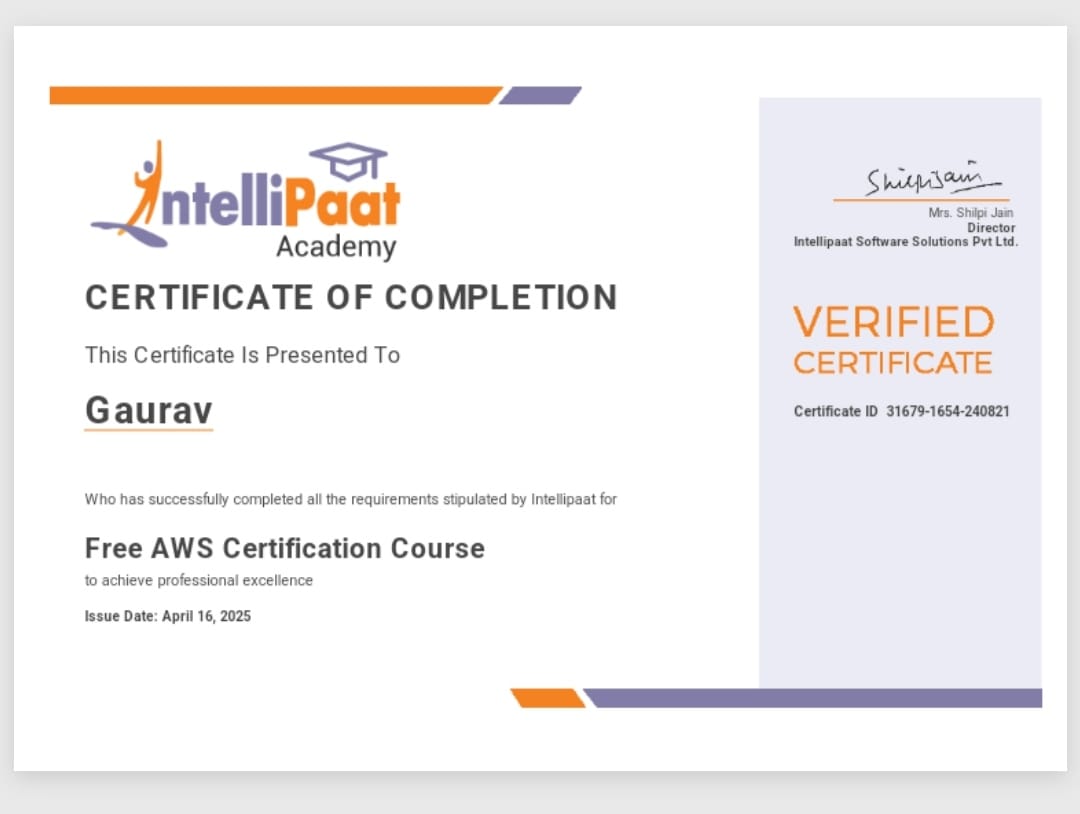 IntelliPaat
Academy
CERTIFICATE OF COMPLETION
This Certificate Is Presented To
Gaurav
Who has successfully completed all the requirements stipulated by Intellipaat for
Free AWS Certification Course
to achieve professional excellence
Issue Date: April 16, 2025
Shilpi Jain
Mrs. Shilpi Jain
Director
Intellipaat Software Solutions Pvt Ltd.
VERIFIED
CERTIFICATE
Certificate ID 31679-1654-240821